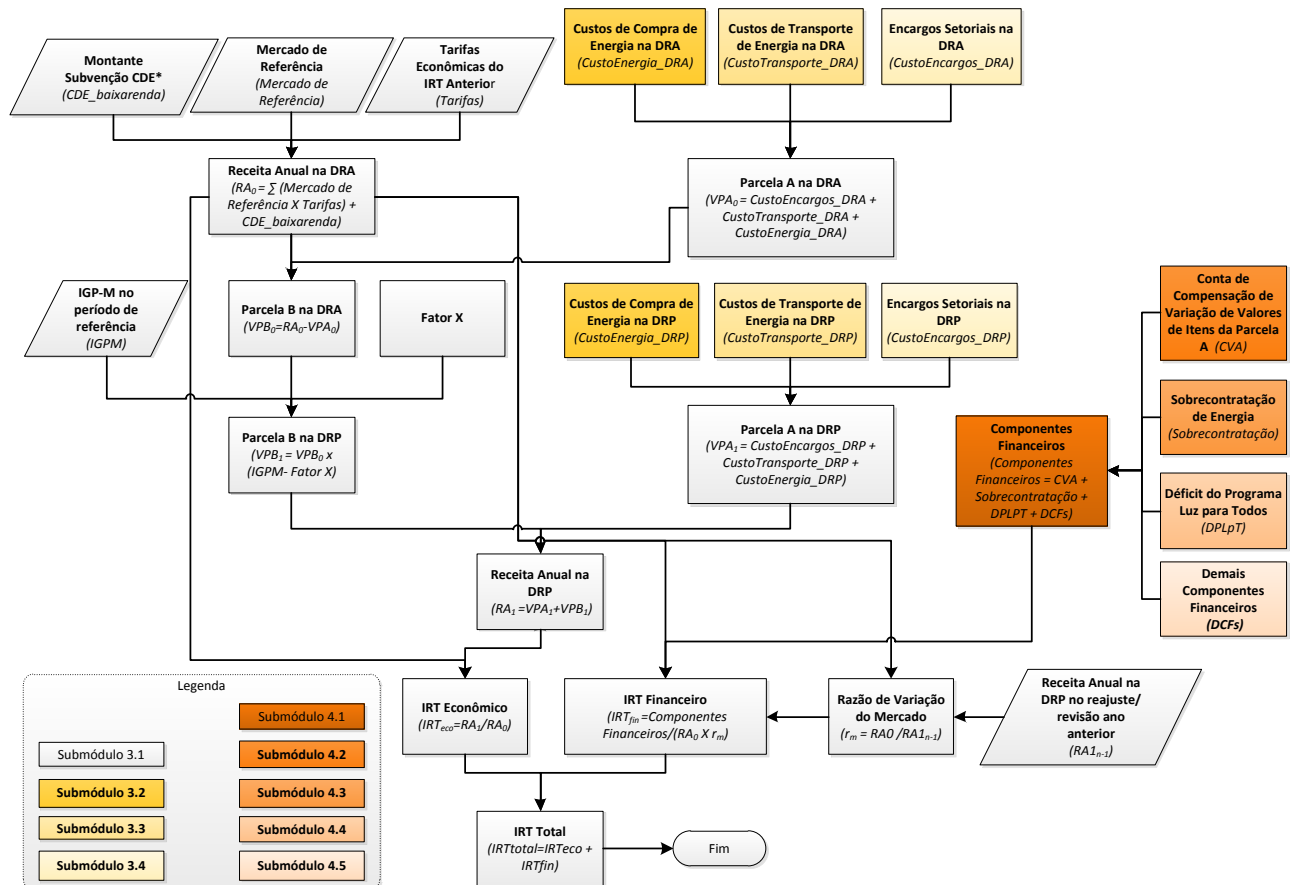 Montante
Subvenção CDE*
(CDE_baixarenda)
Mercado de
Referência
(Mercado de
Referência)
Tarifas
Econômicas do
IRT Anterior
(Tarifas)
Custos de Compra de
Energia na DRA
(CustoEnergia_DRA)
Custos de Transporte
de Energia na DRA
(CustoTransporte_DRA)
Encargos Setoriais na
DRA
(CustoEncargos_DRA)
Receita Anual na DRA
(RA₀ = ∑ (Mercado de
Referência X Tarifas) +
CDE_baixarenda)
Parcela A na DRA
(VPA₀ = CustoEncargos_DRA +
CustoTransporte_DRA +
CustoEnergia_DRA)
IGP-M no
período de
referência
(IGPM)
Parcela B na DRA
(VPB₀=RA₀-VPA₀)
Fator X
Custos de Compra de
Energia na DRP
(CustoEnergia_DRP)
Custos de Transporte de
Energia na DRP
(CustoTransporte_DRP)
Encargos Setoriais na
DRP
(CustoEncargos_DRP)
Conta de
Compensação de
Variação de Valores
de Itens da Parcela
A (CVA)
Sobrecontratação
de Energia
(Sobrecontratação)
Parcela B na DRP
(VPB₁ = VPB₀ x
(IGPM- Fator X)
Parcela A na DRP
(VPA₁ = CustoEncargos_DRP +
CustoTransporte_DRP +
CustoEnergia_DRP)
Componentes
Financeiros
(Componentes
Financeiros = CVA +
Sobrecontratação +
DPLPT + DCFs)
Déficit do Programa
Luz para Todos
(DPLpT)
Demais
Componentes
Financeiros
(DCFs)
Receita Anual na
DRP
(RA₁ =VPA₁+VPB₁)
IRT Econômico
(IRTₑ꜀ₒ=RA₁/RA₀)
IRT Financeiro
(IRT_fin =Componentes
Financeiros/(RA₀ X rₘ)
Razão de Variação
do Mercado
(rₘ = RA0 /RA1ₙ₋₁)
Receita Anual na
DRP no reajuste/
revisão ano
anterior
(RA1ₙ₋₁)
IRT Total
(IRTtotal=IRTeco +
IRTfin)
Fim
Legenda
Submódulo 3.1
Submódulo 3.2
Submódulo 3.3
Submódulo 3.4
Submódulo 4.1
Submódulo 4.2
Submódulo 4.3
Submódulo 4.4
Submódulo 4.5